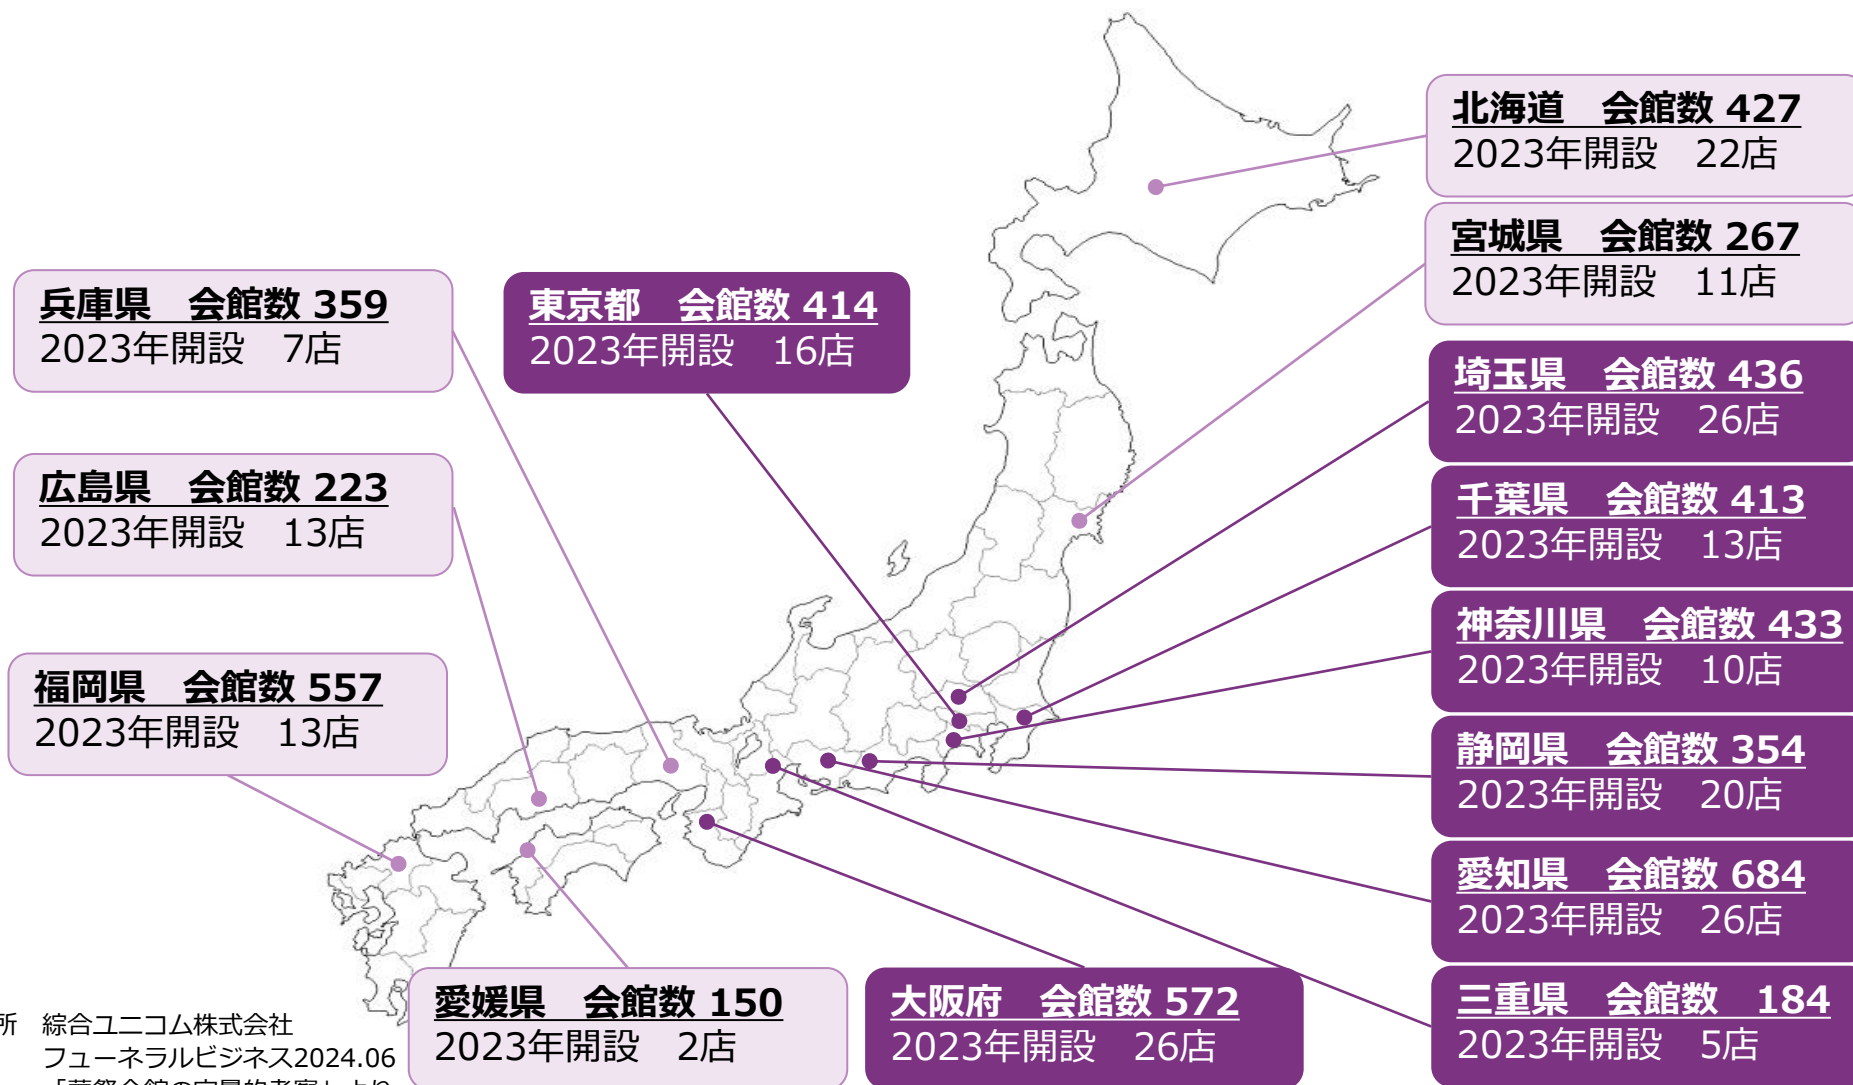 北海道　会館数 427
2023年開設　22店
宮城県　会館数 267
2023年開設　11店
兵庫県　会館数 359
2023年開設　7店
東京都　会館数 414
2023年開設　16店
埼玉県　会館数 436
2023年開設　26店
広島県　会館数 223
2023年開設　13店
千葉県　会館数 413
2023年開設　13店
神奈川県　会館数 433
2023年開設　10店
福岡県　会館数 557
2023年開設　13店
静岡県　会館数 354
2023年開設　20店
愛知県　会館数 684
2023年開設　26店
愛媛県　会館数 150
2023年開設　2店
大阪府　会館数 572
2023年開設　26店
三重県　会館数　184
2023年開設　5店
所　綜合ユニコム株式会社
フューネラルビジネス2024.06
「葬祭会館の定量的考察」より